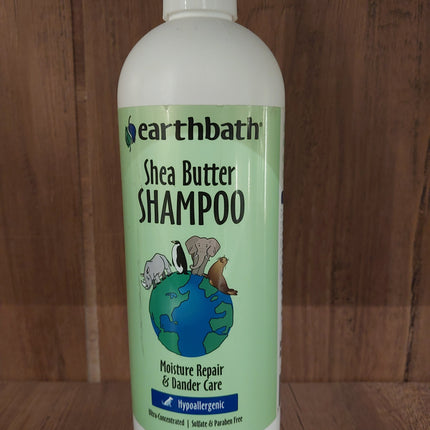 earthbath®
Shea Butter
SHAMPOO
Moisture Repair
& Dander Care
Hypoallergenic
Ultra-Concentrated | Sulfate & Paraben Free